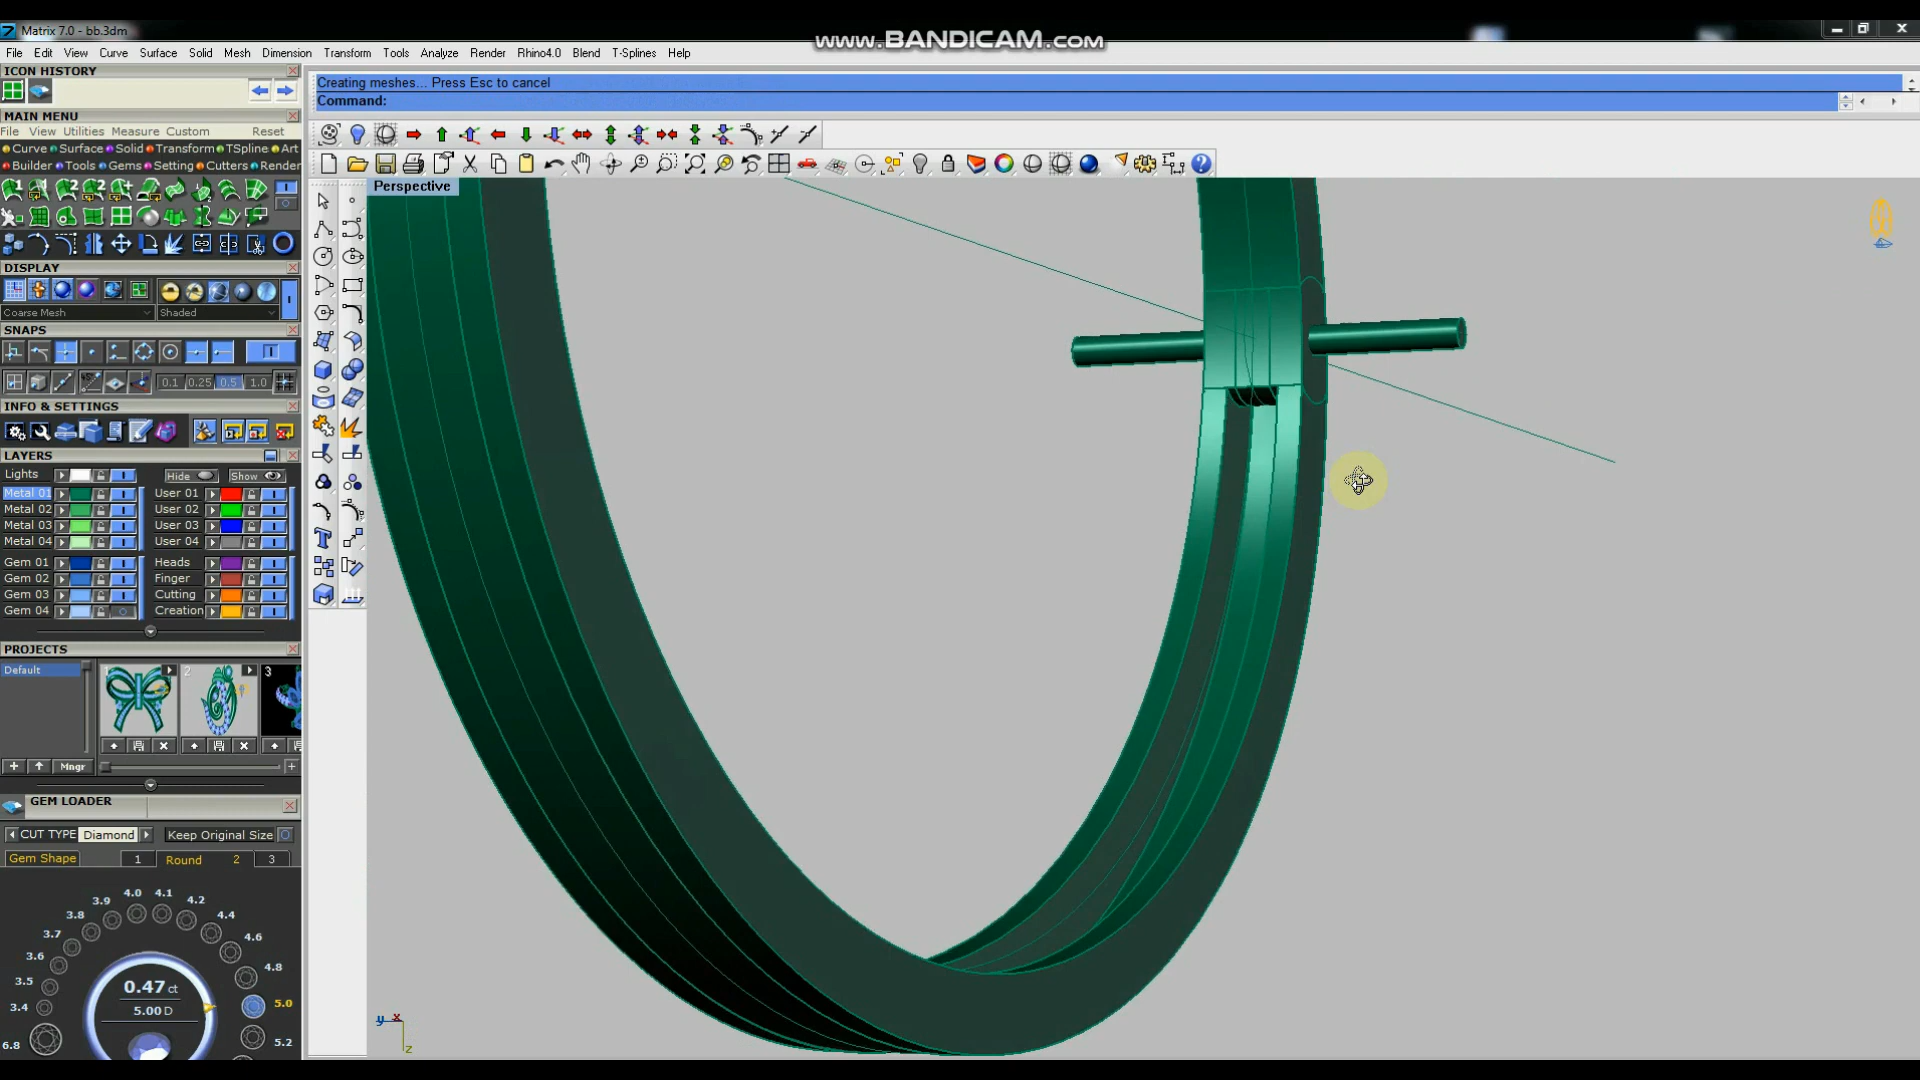 www.BANDICAM.com
Matrix 7.0 - bb.3dm
File Edit View Curve Surface Solid Mesh Dimension Transform Tools Analyze Render Rhino4.0 Blend T-Splines Help
ICON HISTORY
Creating meshes... Press Esc to cancel
Command:
MAIN MENU
File View Utilities Measure Custom Reset
Curve Surface Solid Transform TSpline Art
Builder Tools Gems Setting Cutters Render
Perspective
DISPLAY
Coarse Mesh Shaded
SNAPS
0.1 0.25 0.5 1.0
INFO & SETTINGS
LAYERS
Lights Hide Show
Metal 01 User 01
Metal 02 User 02
Metal 03 User 03
Metal 04 User 04
Gem 01 Heads
Gem 02 Finger
Gem 03 Cutting
Gem 04 Creation
PROJECTS
Default 1 2 3
Mngr
GEM LOADER
CUT TYPE Diamond Keep Original Size
Gem Shape 1 Round 2 3
4.0 4.1
3.9 4.2
3.8 4.4
3.7 4.6
3.6 4.8
3.5 0.47 ct 5.0
3.4 5.00 D
6.8 5.2
y x
z